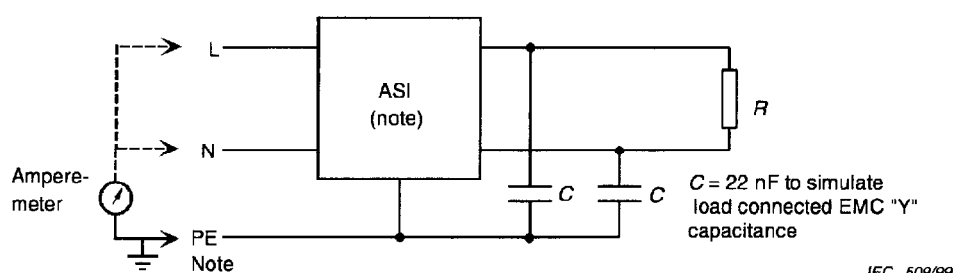 L
ASI
(note)
R
N
Ampere-
meter
C
C
C = 22 nF to simulate
load connected EMC "Y"
capacitance
PE
Note
IEC 509/99